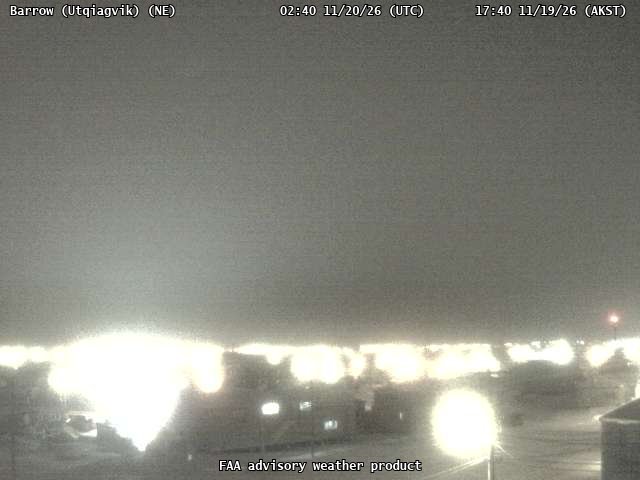 Barrow (Utqiagvik) (NE) 02:40 11/20/26 (UTC) 17:40 11/19/26 (AKST)
FAA advisory weather product